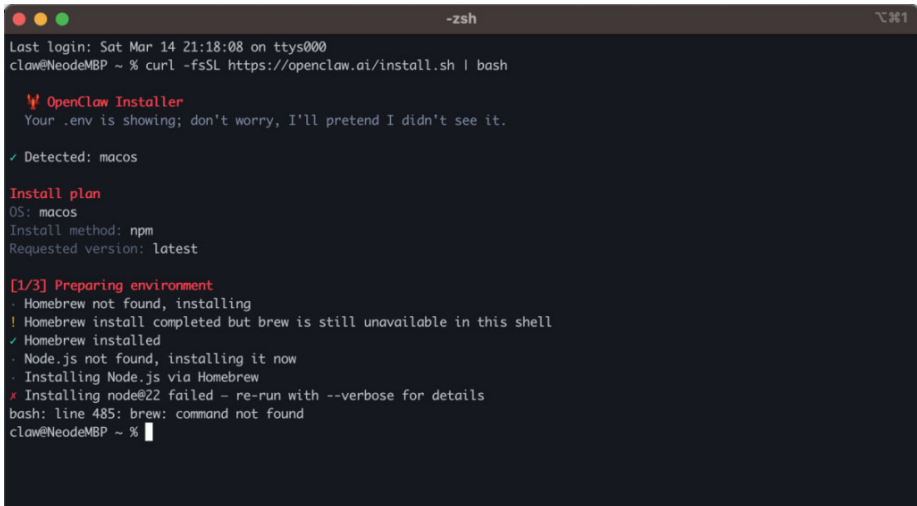 -zsh
⌥⌘1
Last login: Sat Mar 14 21:18:08 on ttys000
claw@NeodeMBP ~ % curl -fsSL https://openclaw.ai/install.sh | bash
🦞 OpenClaw Installer
Your .env is showing; don't worry, I'll pretend I didn't see it.
✓ Detected: macos
Install plan
OS: macos
Install method: npm
Requested version: latest
[1/3] Preparing environment
· Homebrew not found, installing
! Homebrew install completed but brew is still unavailable in this shell
✓ Homebrew installed
· Node.js not found, installing it now
· Installing Node.js via Homebrew
✗ Installing node@22 failed — re-run with --verbose for details
bash: line 485: brew: command not found
claw@NeodeMBP ~ %